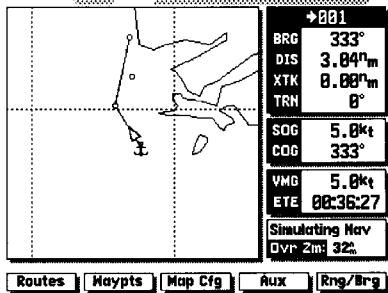 →001
BRG 333°
DIS 3.04nm
XTK 0.00nm
TRN 0°
SOG 5.0kt
COG 333°
VMG 5.0kt
ETE 00:36:27
Simulating Nav
Ovr Zm: 32nm
Routes Waypts Map Cfg Aux Rng/Brg